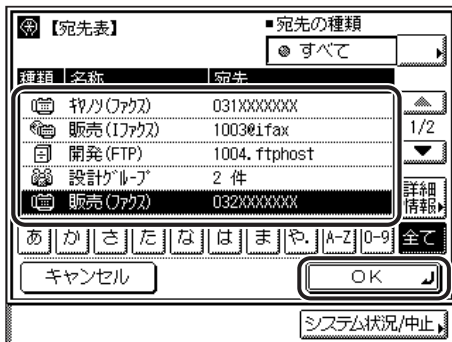 【宛先表】
■宛先の種類
すべて
種類 名称 宛先
ｷﾔﾉﾝ(ﾌｧｸｽ) 031XXXXXXX
販売(Iﾌｧｸｽ) 1003@ifax
開発(FTP) 1004.ftphost
設計ｸﾞﾙｰﾌﾟ 2 件
販売(ﾌｧｸｽ) 032XXXXXXX
1/2
詳細
情報
あ か さ た な は ま や. A-Z 0-9 全て
キャンセル OK
システム状況/中止